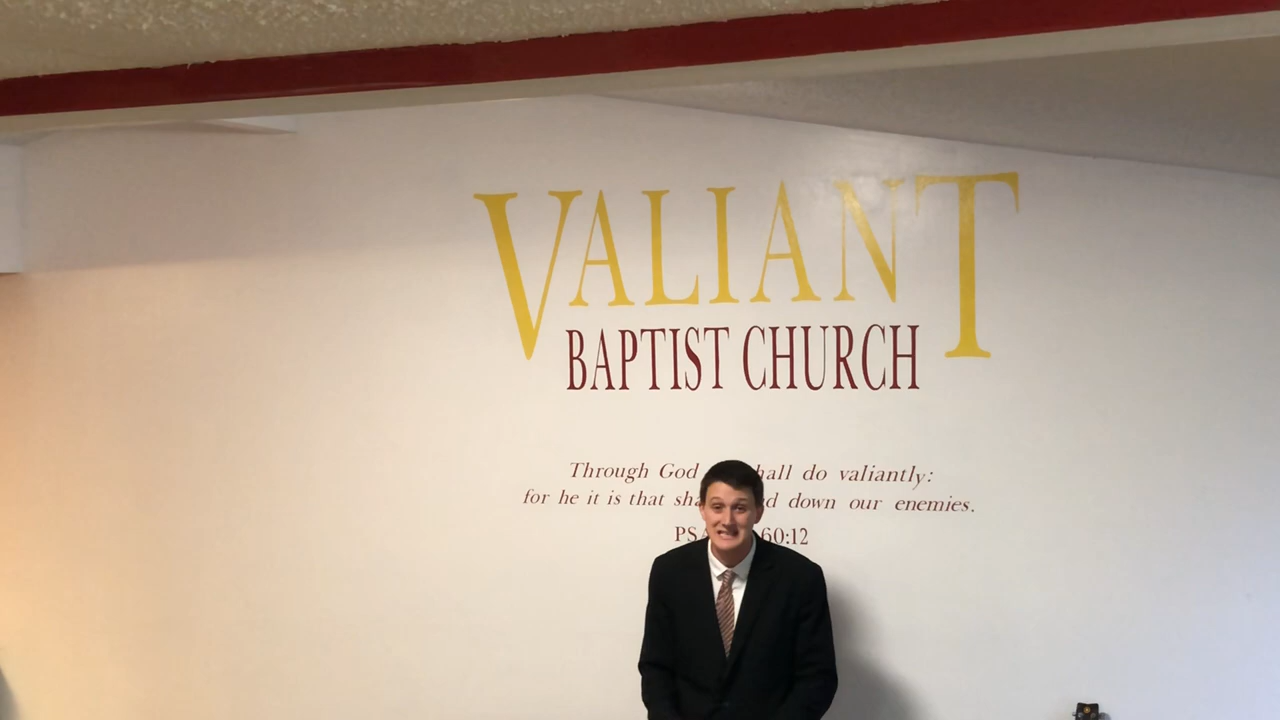 VALIANT
BAPTIST CHURCH
Through God hall do valiantly:
for he it is that sha d down our enemies.
PSA 60:12